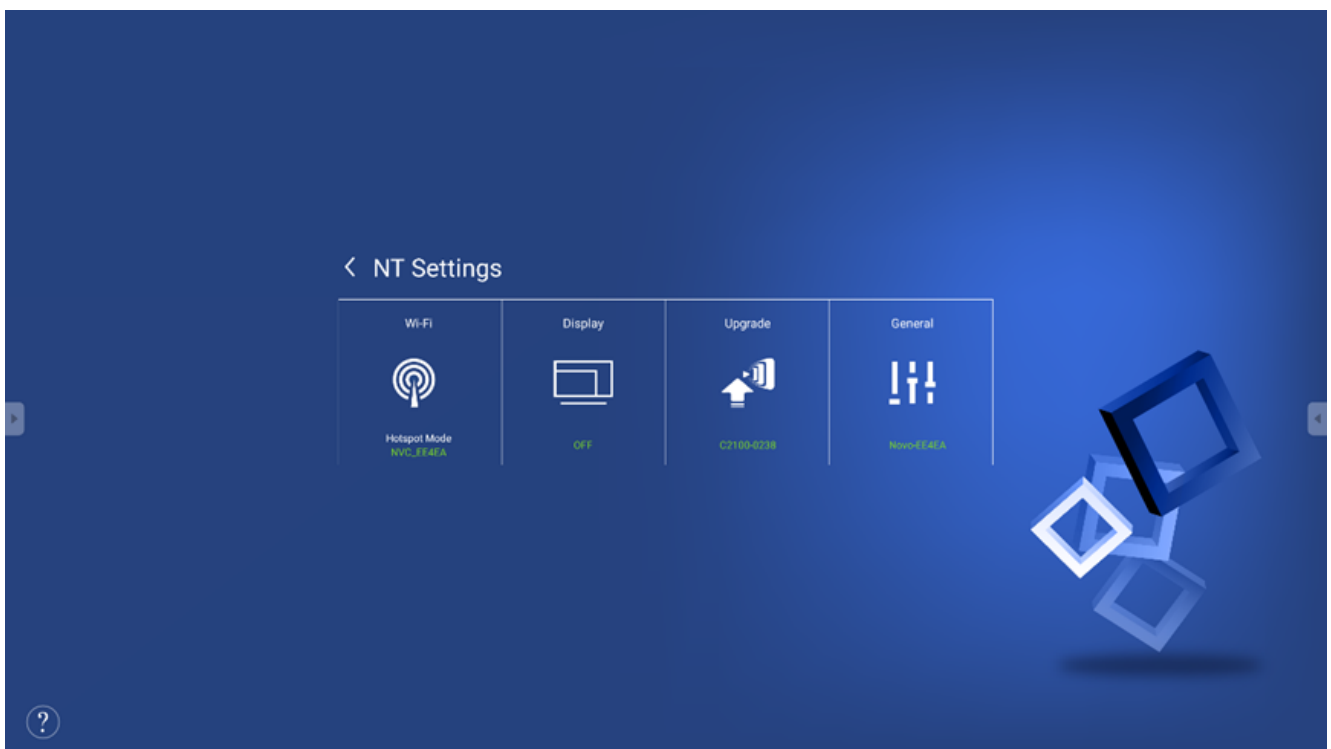 NT Settings
Wi-Fi
Display
Upgrade
General
Hotspot Mode
NVC_EE4EA
OFF
C2100-0238
Novo-EE4EA
?